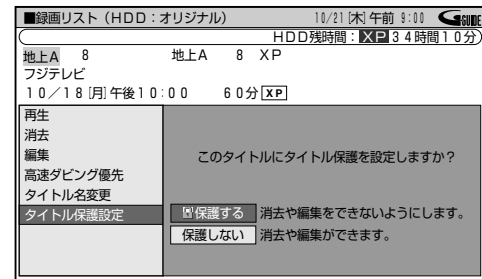 ■録画リスト(HDD:オリジナル) 10/21[木]午前 9:00 G-GUIDE
HDD残時間:XP34時間10分
地上A 8 地上A 8 XP
フジテレビ
10/18[月]午後10:00 60分 XP
再生
消去
編集
高速ダビング優先
タイトル名変更
タイトル保護設定
このタイトルにタイトル保護を設定しますか?
保護する 消去や編集をできないようにします。
保護しない 消去や編集ができます。